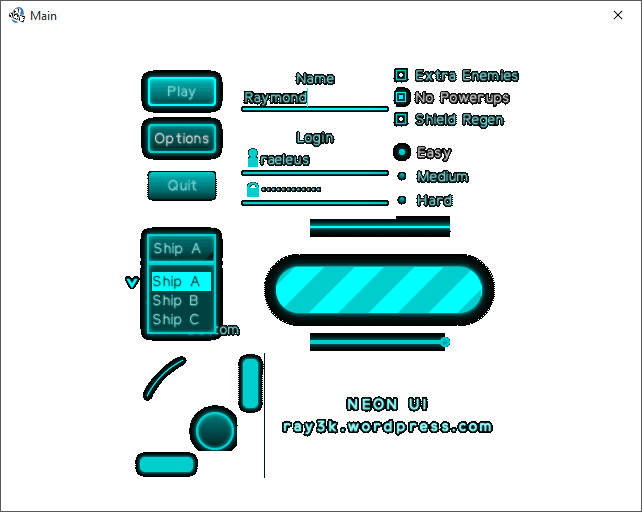 Main
Name
Raymond
Login
raeleus
Play
Options
Quit
Extra Enemies
No Powerups
Shield Regen
Easy
Medium
Hard
Ship A
Ship A
Ship B
Ship C
NEON UI
ray3k.wordpress.com